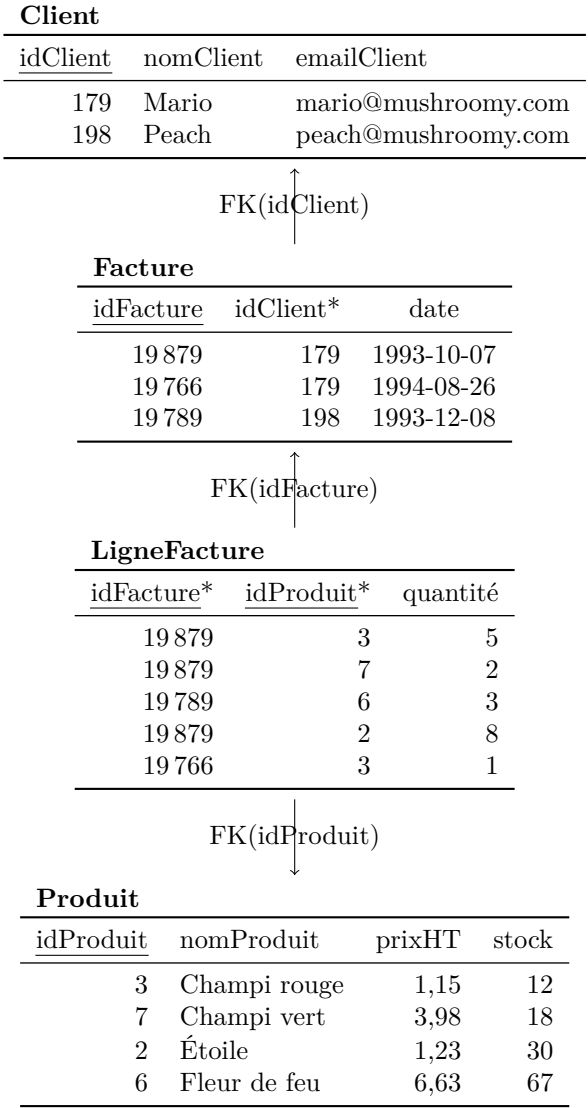 Client
idClient nomClient emailClient
179 Mario mario@mushroomy.com
198 Peach peach@mushroomy.com
FK(idClient)
Facture
idFacture idClient* date
19 879 179 1993-10-07
19 766 179 1994-08-26
19 789 198 1993-12-08
FK(idFacture)
LigneFacture
idFacture* idProduit* quantité
19 879 3 5
19 879 7 2
19 789 6 3
19 879 2 8
19 766 3 1
FK(idProduit)
Produit
idProduit nomProduit prixHT stock
3 Champi rouge 1,15 12
7 Champi vert 3,98 18
2 Étoile 1,23 30
6 Fleur de feu 6,63 67